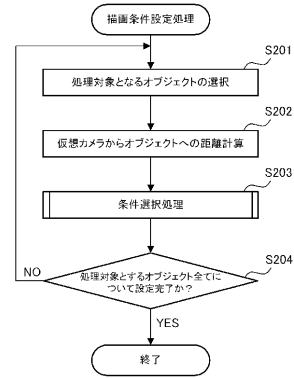 描画条件設定処理
S201
処理対象となるオブジェクトの選択
S202
仮想カメラからオブジェクトへの距離計算
S203
条件選択処理
S204
処理対象とするオブジェクト全てに
ついて設定完了か？
NO
YES
終了